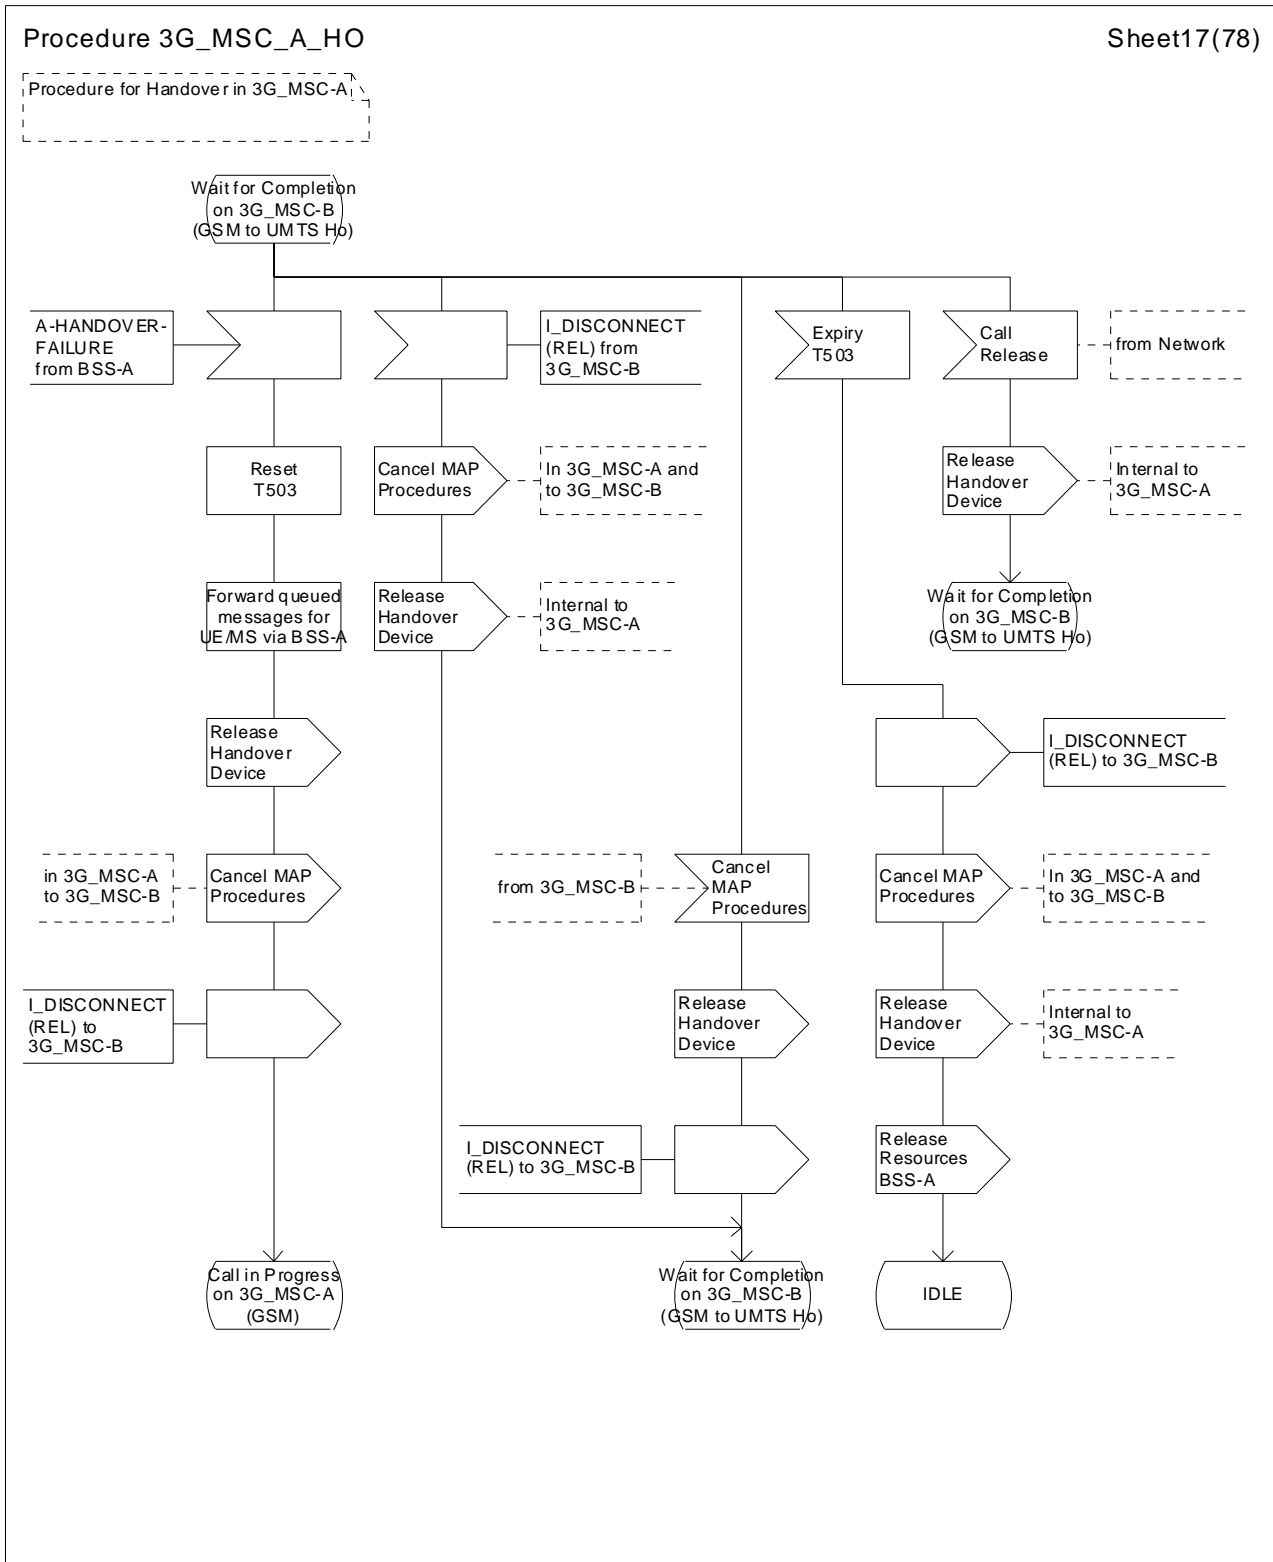 Procedure 3G_MSC_A_HO
Sheet17(78)
Procedure for Handover in 3G_MSC-A
Wait for Completion
on 3G_MSC-B
(GSM to UMTS Ho)
A-HANDOVER-
FAILURE
from BSS-A
I_DISCONNECT
(REL) from
3G_MSC-B
Expiry
T503
Call
Release
from Network
Reset
T503
Cancel MAP
Procedures
In 3G_MSC-A and
to 3G_MSC-B
Release
Handover
Device
Internal to
3G_MSC-A
Forward queued
messages for
UE/MS via BSS-A
Release
Handover
Device
Internal to
3G_MSC-A
Wait for Completion
on 3G_MSC-B
(GSM to UMTS Ho)
Release
Handover
Device
I_DISCONNECT
(REL) to 3G_MSC-B
in 3G_MSC-A
to 3G_MSC-B
Cancel MAP
Procedures
from 3G_MSC-B
Cancel
MAP
Procedures
Cancel MAP
Procedures
In 3G_MSC-A and
to 3G_MSC-B
I_DISCONNECT
(REL) to
3G_MSC-B
Release
Handover
Device
Release
Handover
Device
Internal to
3G_MSC-A
I_DISCONNECT
(REL) to 3G_MSC-B
Release
Resources
BSS-A
Call in Progress
on 3G_MSC-A
(GSM)
Wait for Completion
on 3G_MSC-B
(GSM to UMTS Ho)
IDLE